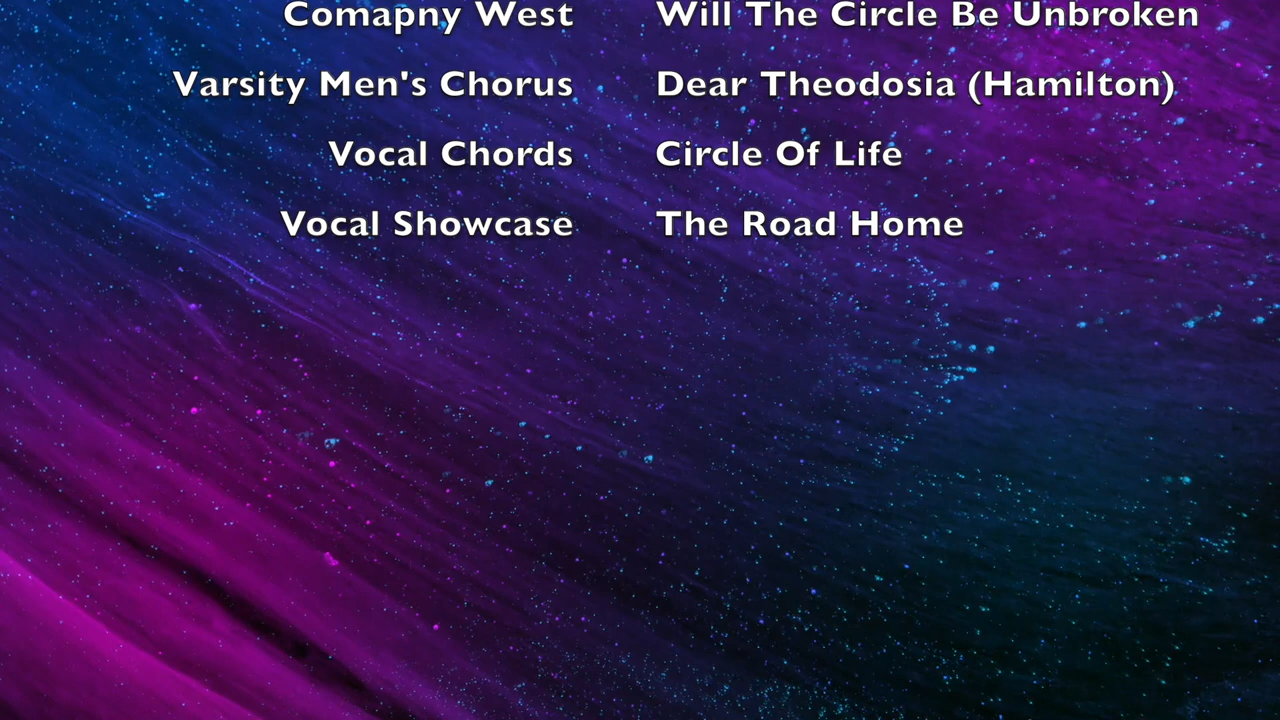 Comapny West Will The Circle Be Unbroken
Varsity Men's Chorus Dear Theodosia (Hamilton)
Vocal Chords Circle Of Life
Vocal Showcase The Road Home